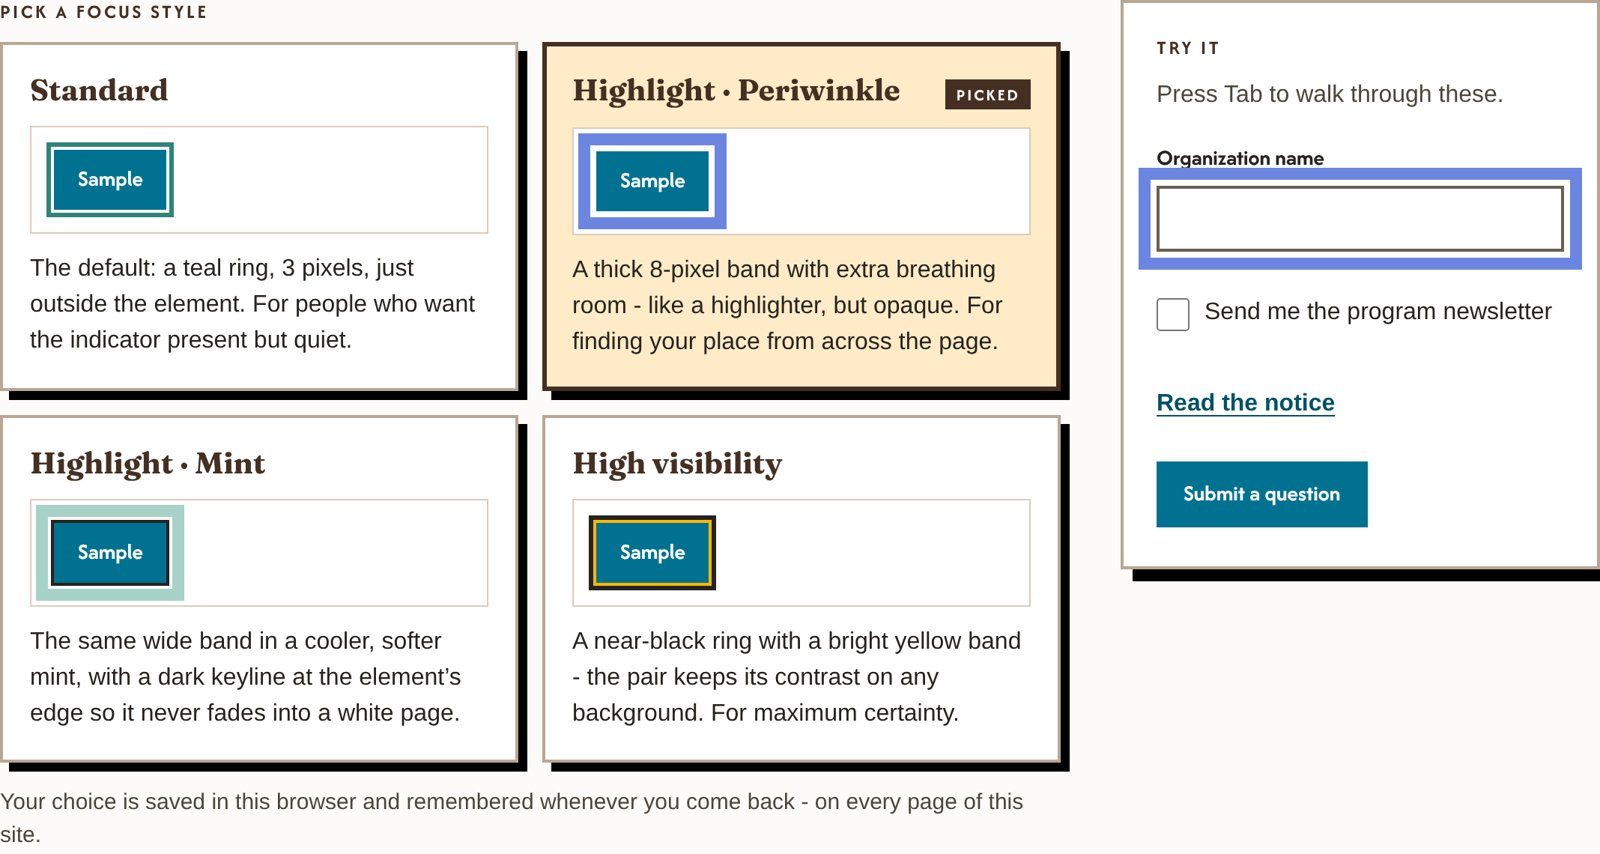 PICK A FOCUS STYLE
Standard
Sample
The default: a teal ring, 3 pixels, just
outside the element. For people who want
the indicator present but quiet.
Highlight · Periwinkle
PICKED
Sample
A thick 8-pixel band with extra breathing
room - like a highlighter, but opaque. For
finding your place from across the page.
Highlight · Mint
Sample
The same wide band in a cooler, softer
mint, with a dark keyline at the element’s
edge so it never fades into a white page.
High visibility
Sample
A near-black ring with a bright yellow band
- the pair keeps its contrast on any
background. For maximum certainty.
Your choice is saved in this browser and remembered whenever you come back - on every page of this
site.
TRY IT
Press Tab to walk through these.
Organization name
Send me the program newsletter
Read the notice
Submit a question